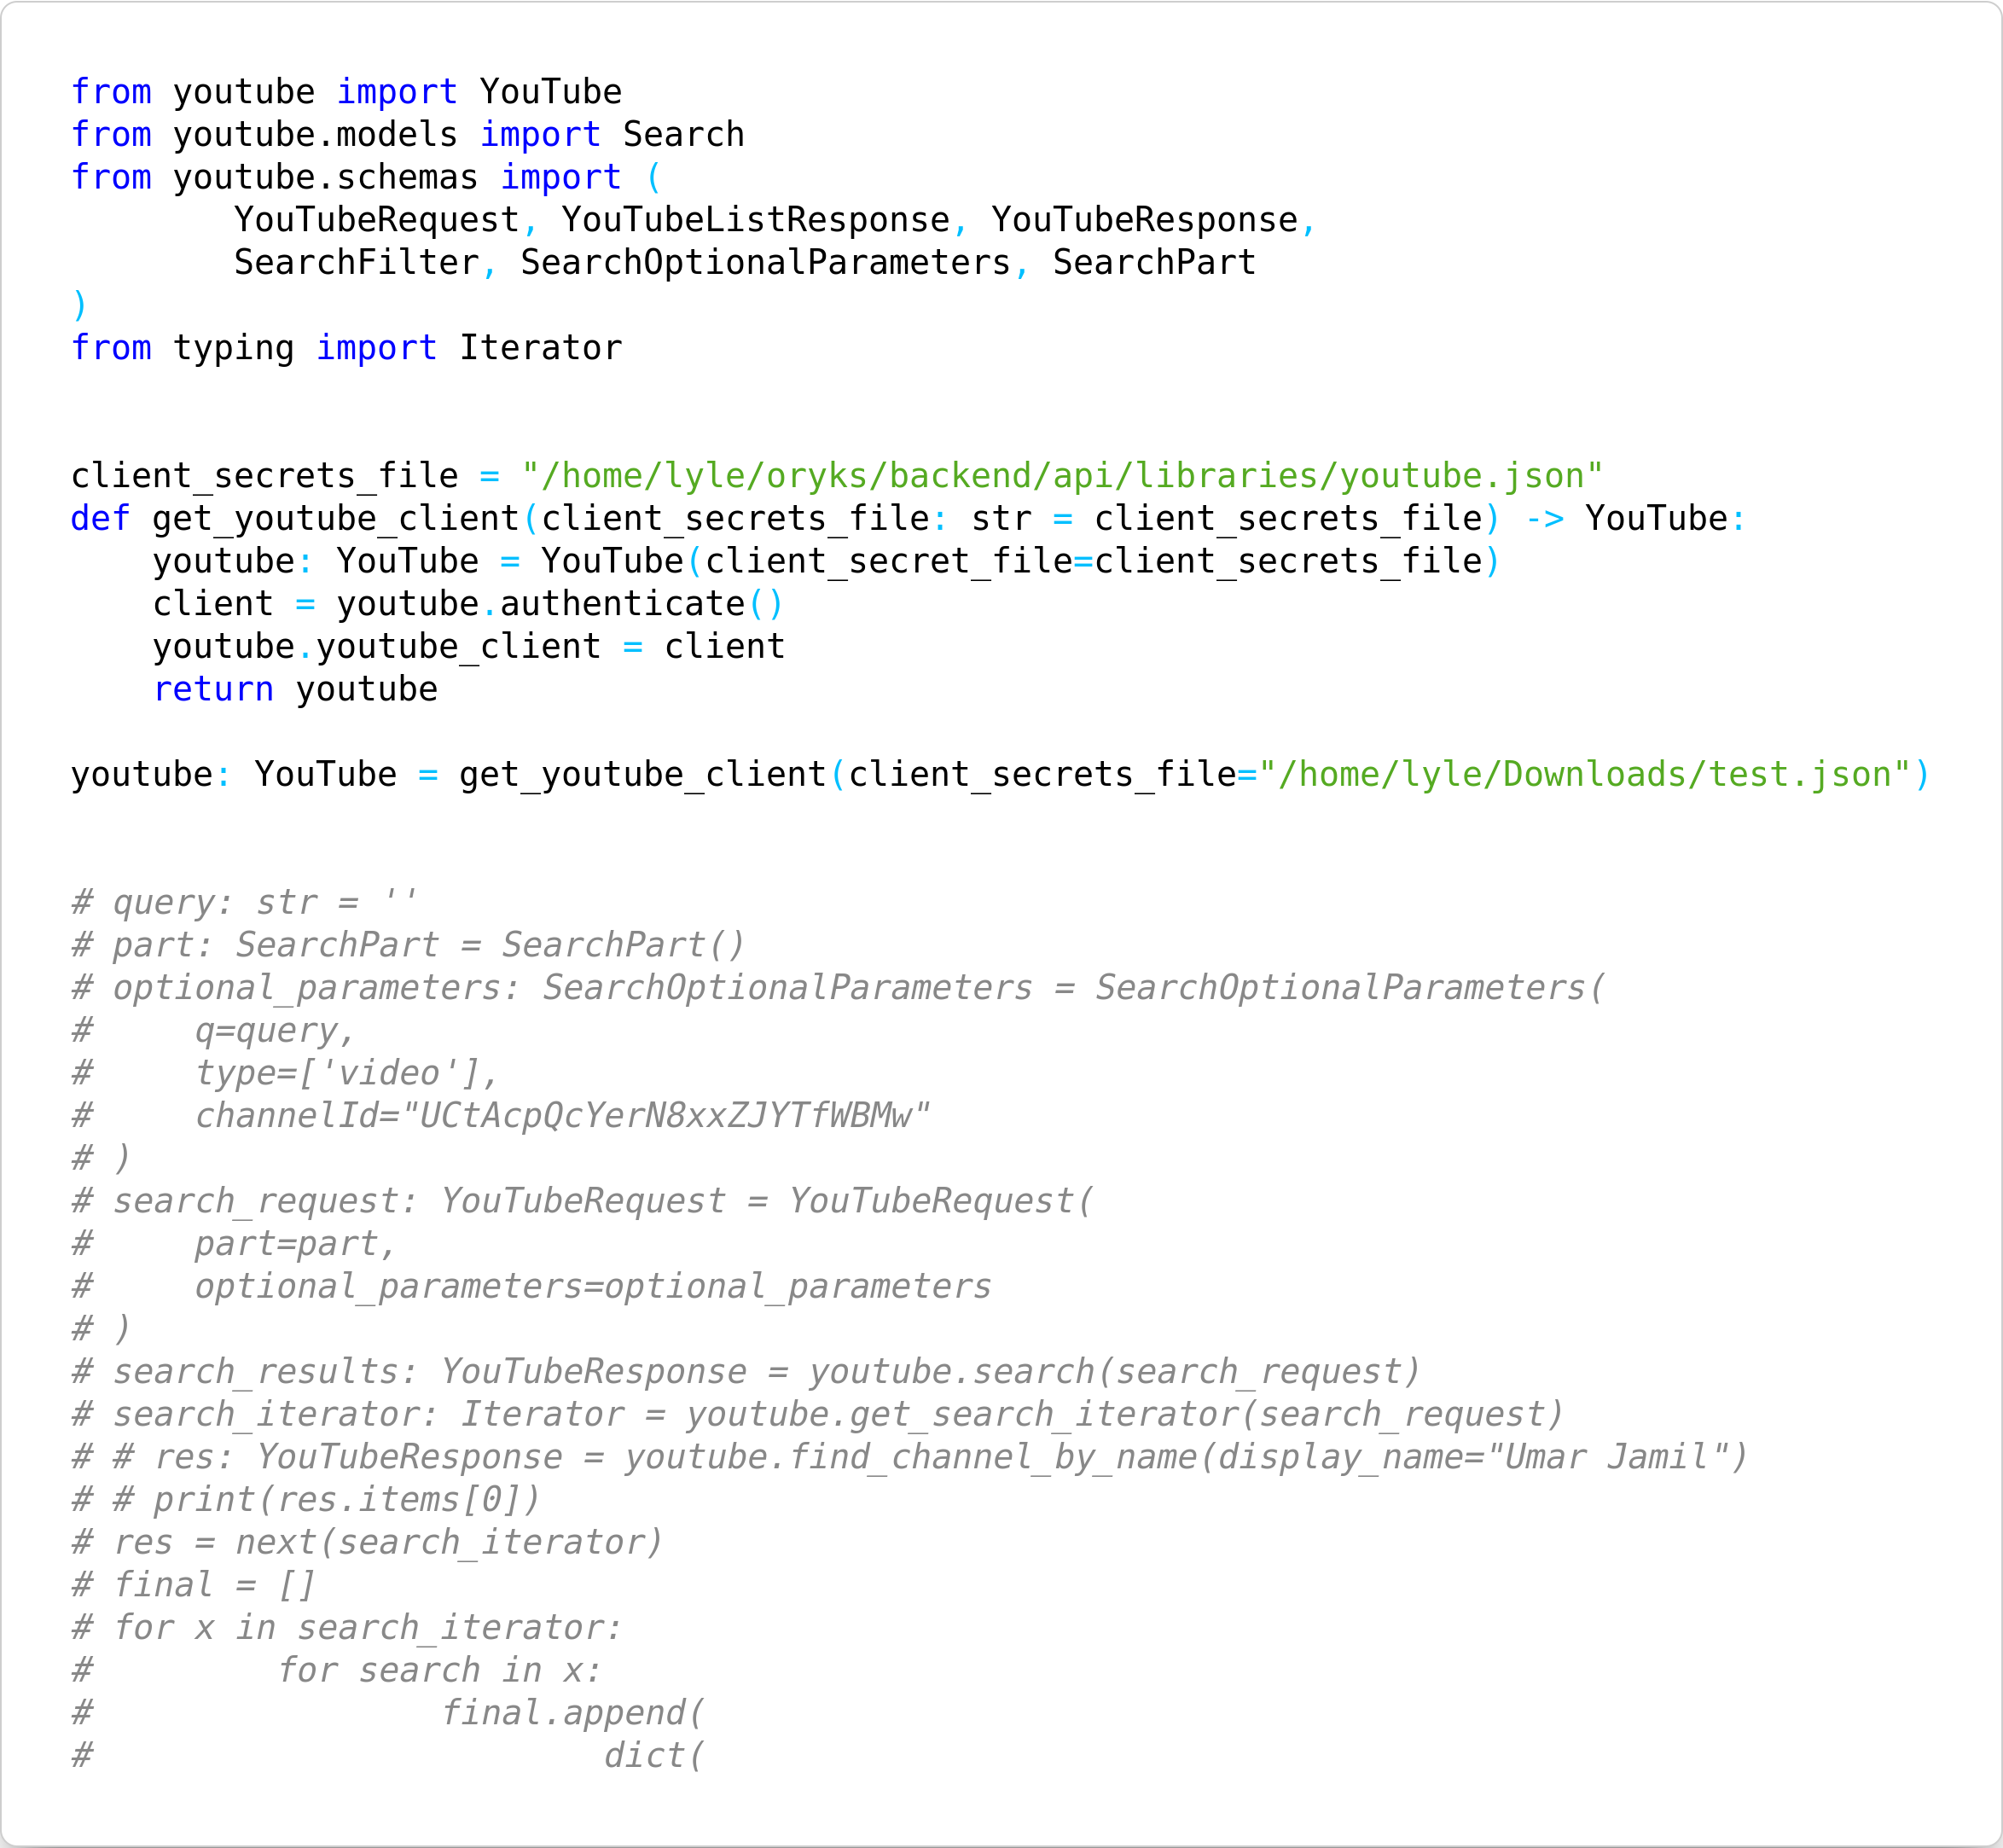 from youtube import YouTube
from youtube.models import Search
from youtube.schemas import (
        YouTubeRequest, YouTubeListResponse, YouTubeResponse,
        SearchFilter, SearchOptionalParameters, SearchPart
)
from typing import Iterator
client_secrets_file = "/home/lyle/oryks/backend/api/libraries/youtube.json"
def get_youtube_client(client_secrets_file: str = client_secrets_file) -> YouTube:
    youtube: YouTube = YouTube(client_secret_file=client_secrets_file)
    client = youtube.authenticate()
    youtube.youtube_client = client
    return youtube
youtube: YouTube = get_youtube_client(client_secrets_file="/home/lyle/Downloads/test.json")
# query: str = ''
# part: SearchPart = SearchPart()
# optional_parameters: SearchOptionalParameters = SearchOptionalParameters(
#     q=query,
#     type=['video'],
#     channelId="UCtAcpQcYerN8xxZJYTfWBMw"
# )
# search_request: YouTubeRequest = YouTubeRequest(
#     part=part,
#     optional_parameters=optional_parameters
# )
# search_results: YouTubeResponse = youtube.search(search_request)
# search_iterator: Iterator = youtube.get_search_iterator(search_request)
# # res: YouTubeResponse = youtube.find_channel_by_name(display_name="Umar Jamil")
# # print(res.items[0])
# res = next(search_iterator)
# final = []
# for x in search_iterator:
#         for search in x:
#                 final.append(
#                         dict(